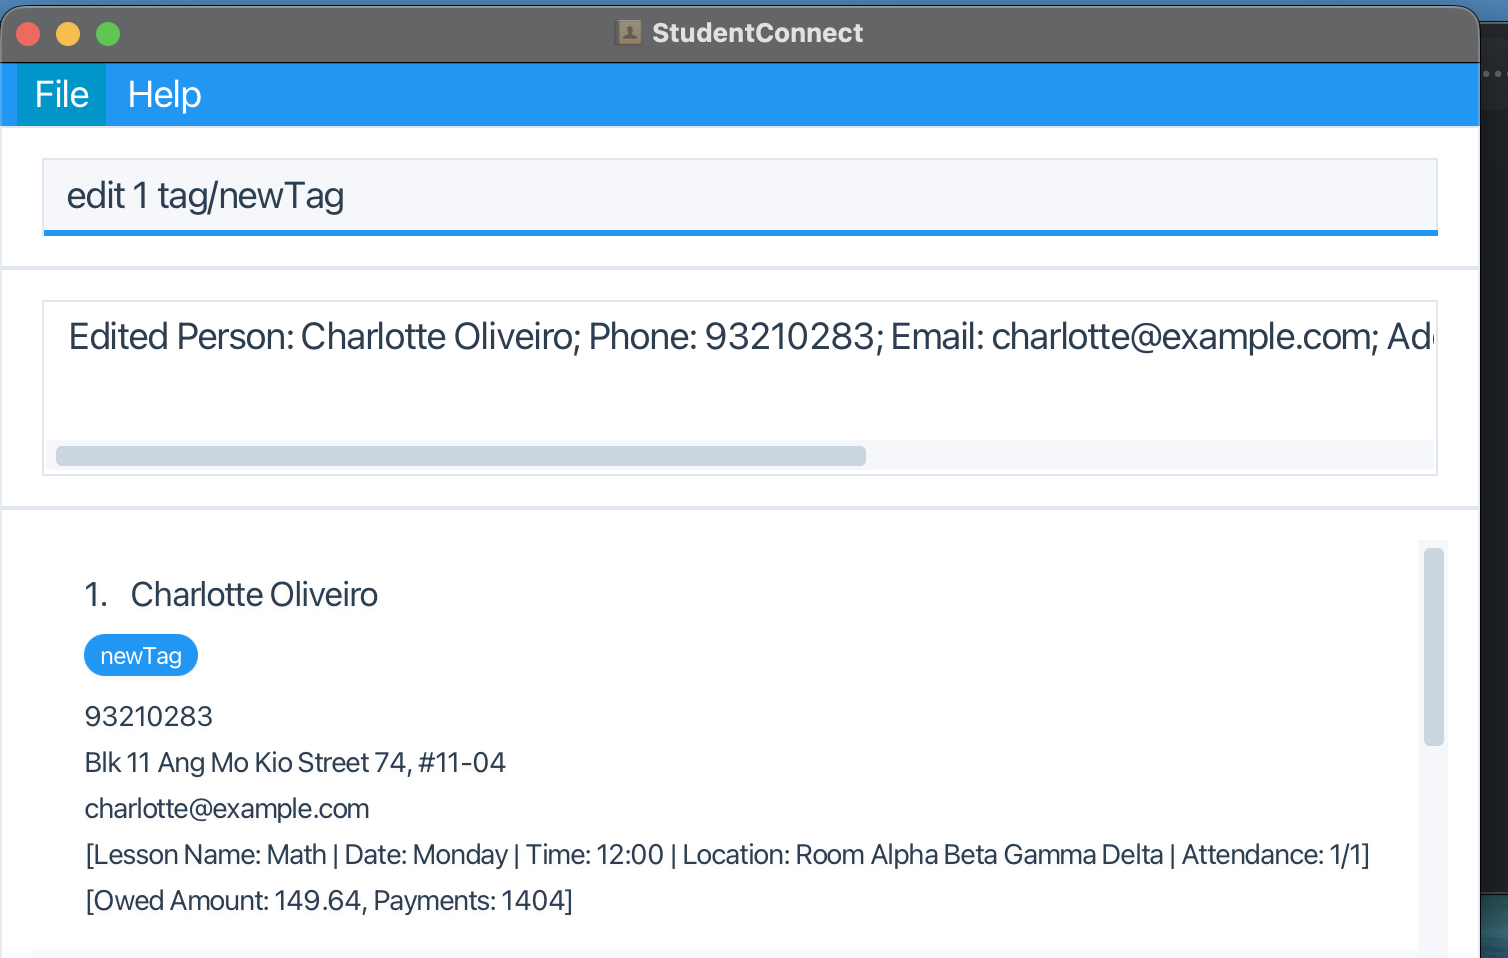 StudentConnect
File Help
edit 1 tag/newTag
Edited Person: Charlotte Oliveiro; Phone: 93210283; Email: charlotte@example.com;
1. Charlotte Oliveiro
newTag
93210283
Blk 11 Ang Mo Kio Street 74, #11-04
charlotte@example.com
[Lesson Name: Math | Date: Monday | Time: 12:00 | Location: Room Alpha Beta Gamma Delta | Attendance: 1/1]
[Owed Amount: 149.64, Payments: 1404]